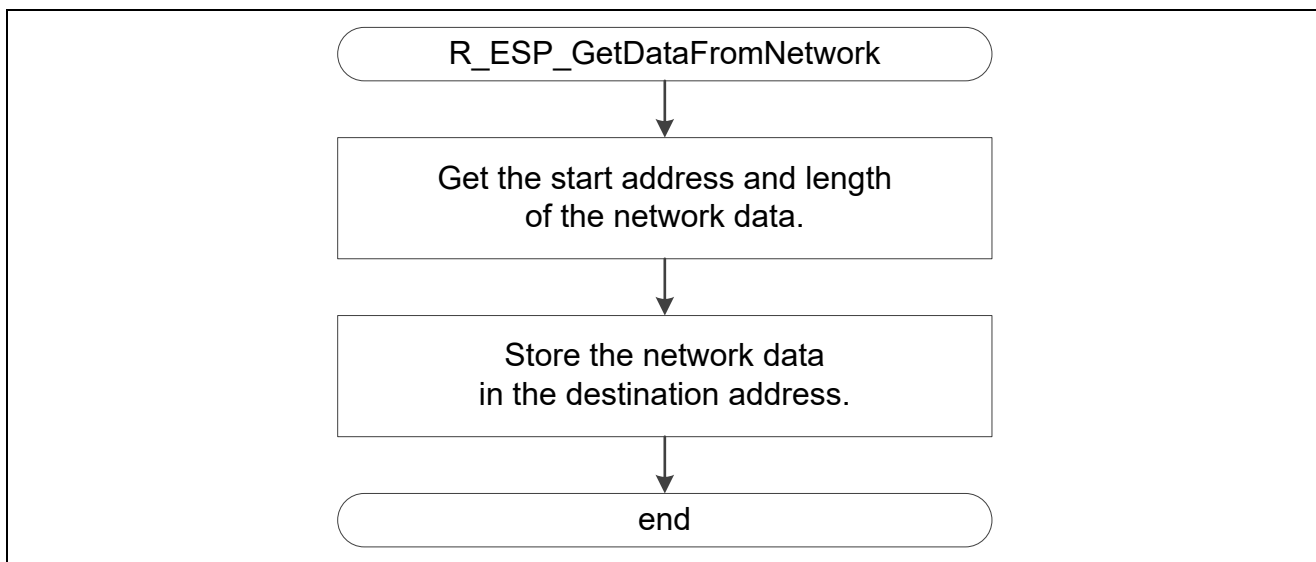 R_ESP_GetDataFromNetwork
Get the start address and length
of the network data.
Store the network data
in the destination address.
end